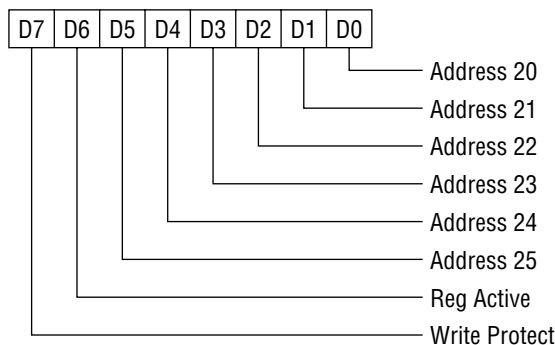 D7 D6 D5 D4 D3 D2 D1 D0
Address 20
Address 21
Address 22
Address 23
Address 24
Address 25
Reg Active
Write Protect